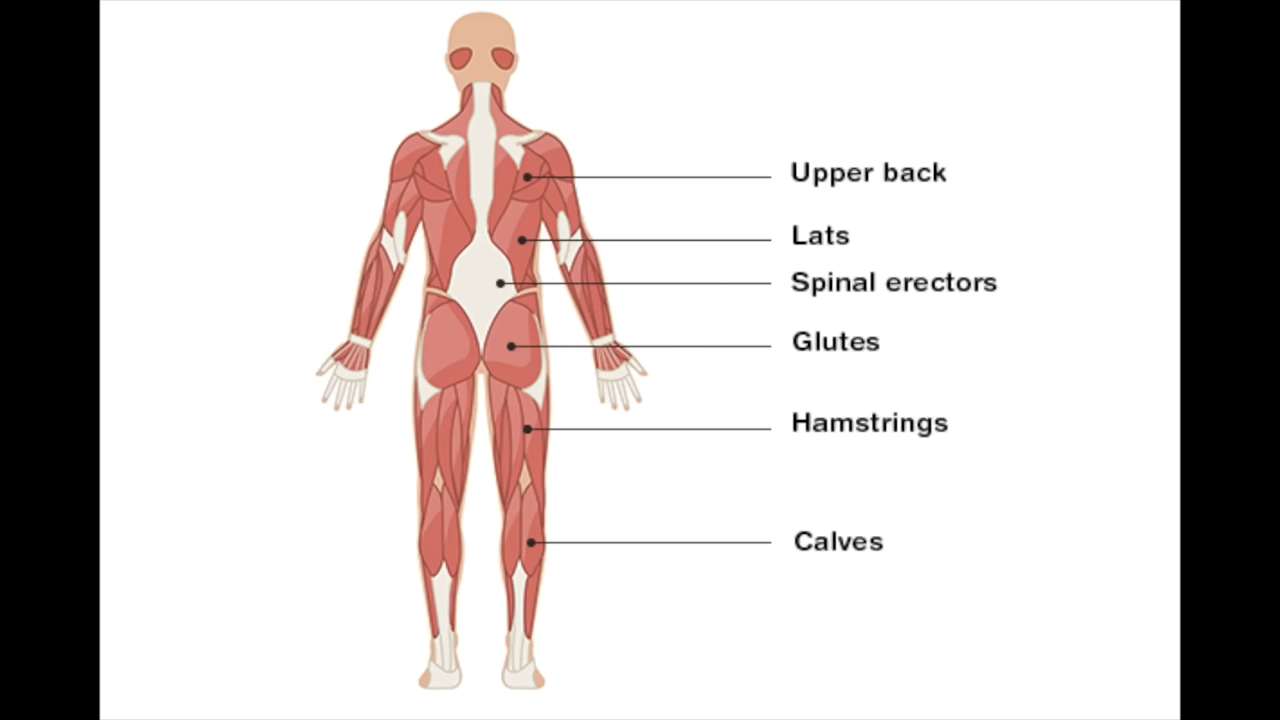 Upper back
Lats
Spinal erectors
Glutes
Hamstrings
Calves